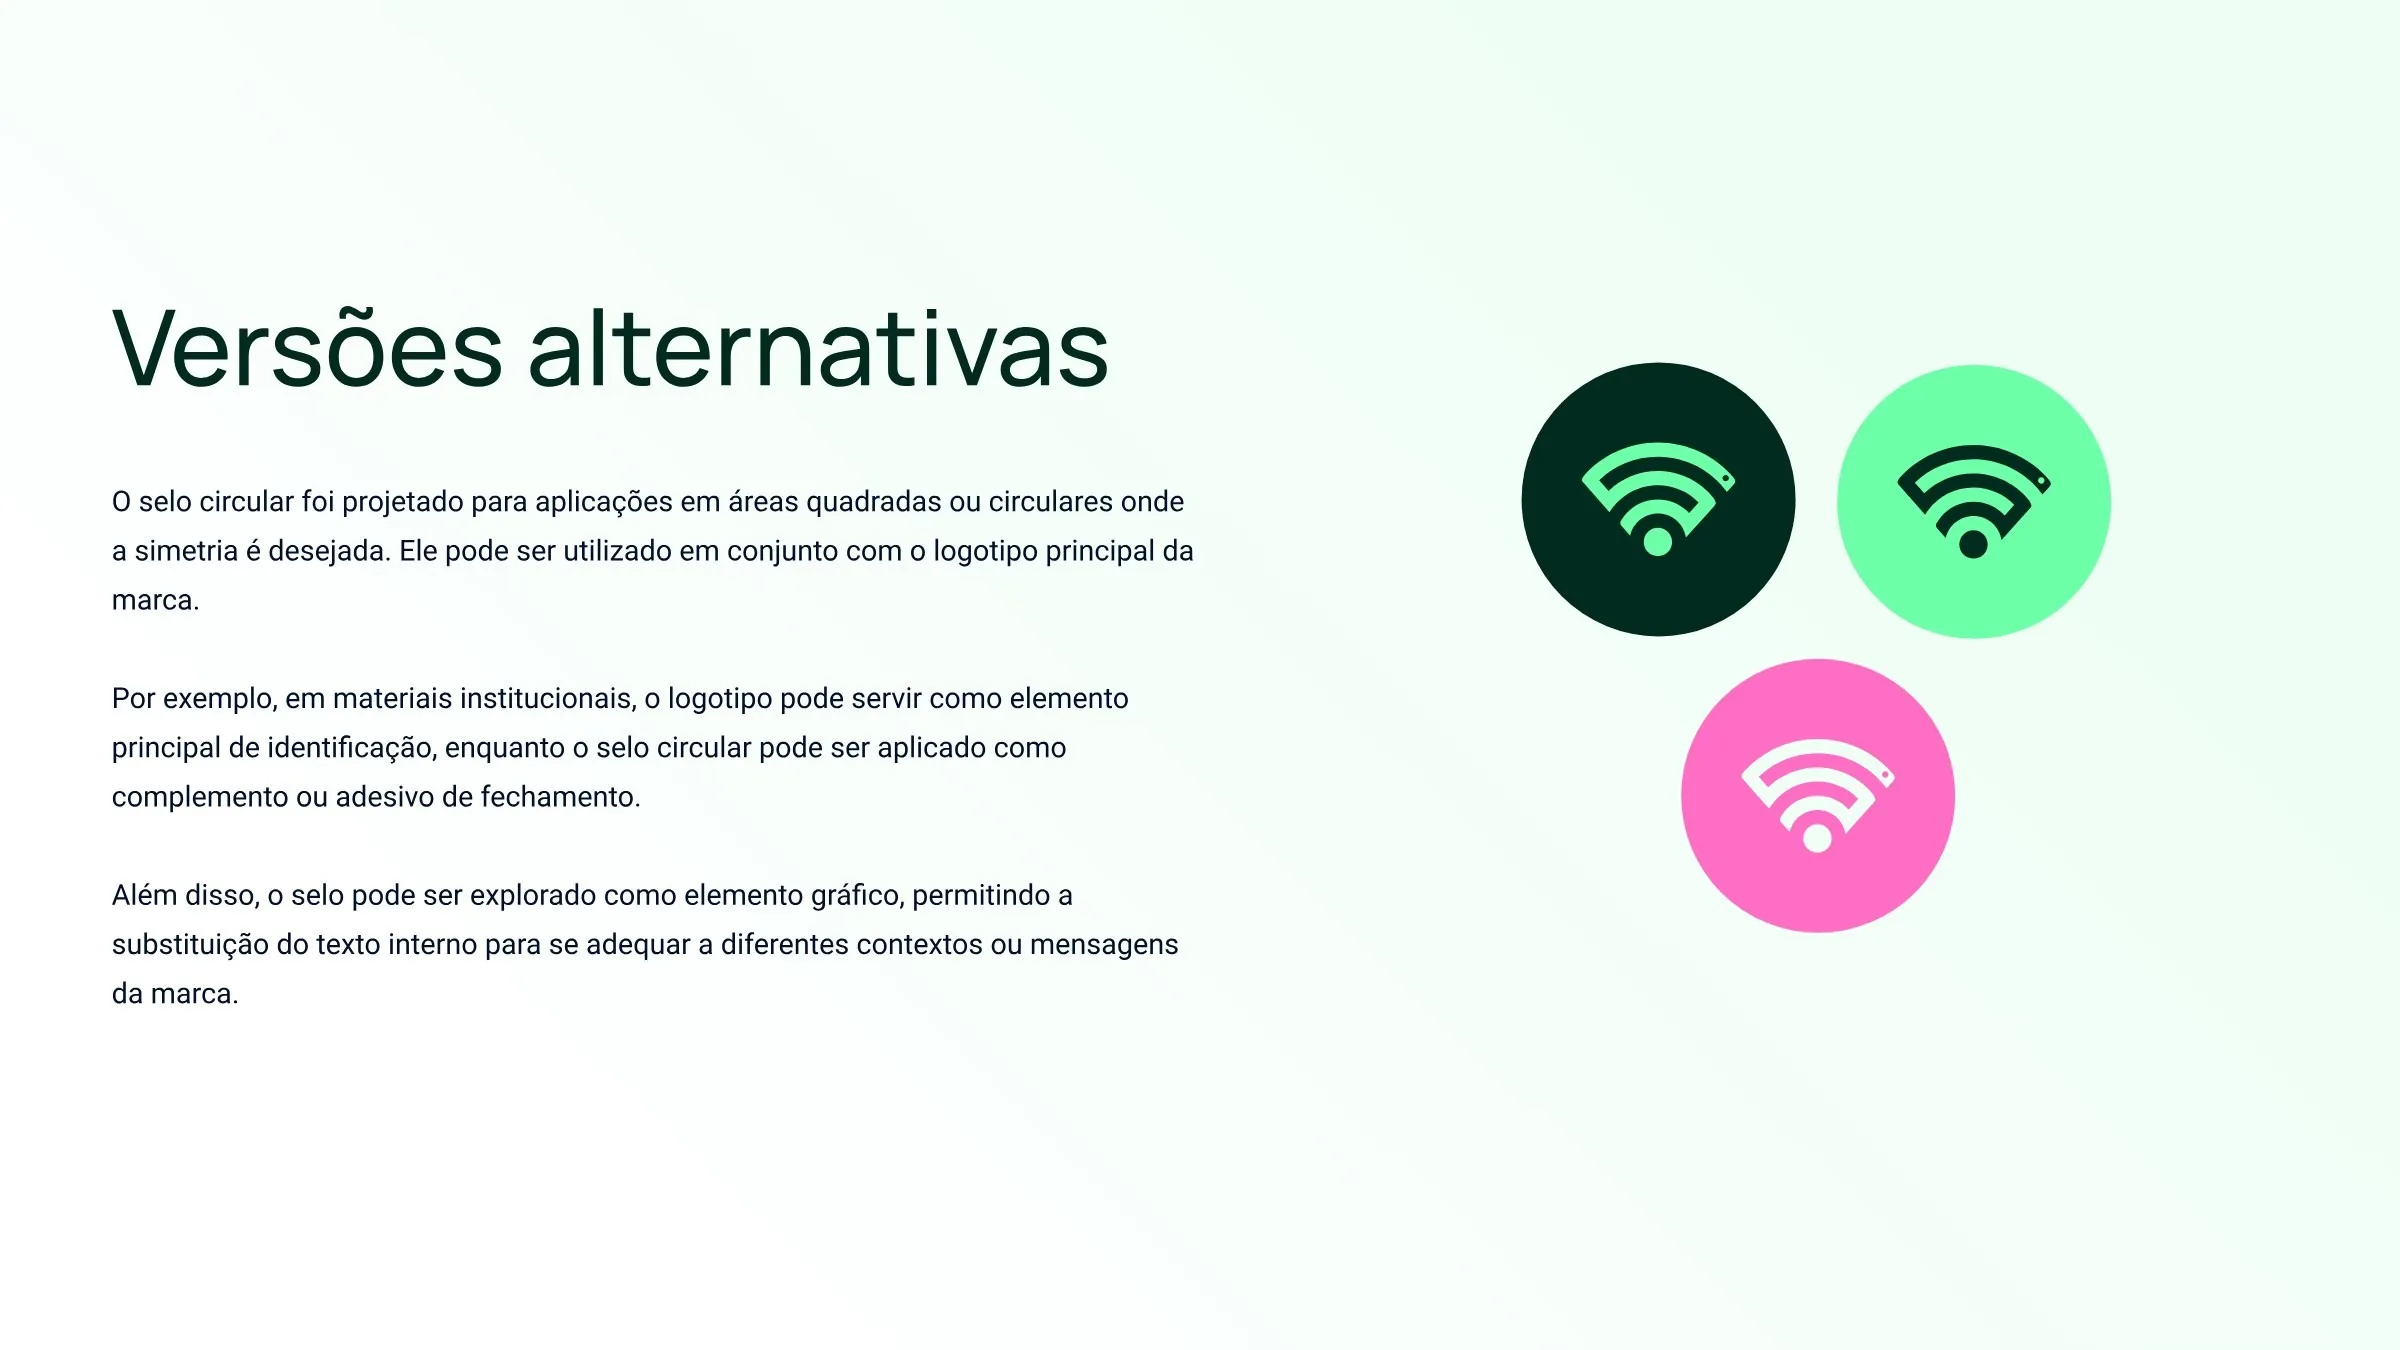 Versões alternativas
O selo circular foi projetado para aplicações em áreas quadradas ou circulares onde
a simetria é desejada. Ele pode ser utilizado em conjunto com o logotipo principal da
marca.
Por exemplo, em materiais institucionais, o logotipo pode servir como elemento
principal de identificação, enquanto o selo circular pode ser aplicado como
complemento ou adesivo de fechamento.
Além disso, o selo pode ser explorado como elemento gráfico, permitindo a
substituição do texto interno para se adequar a diferentes contextos ou mensagens
da marca.